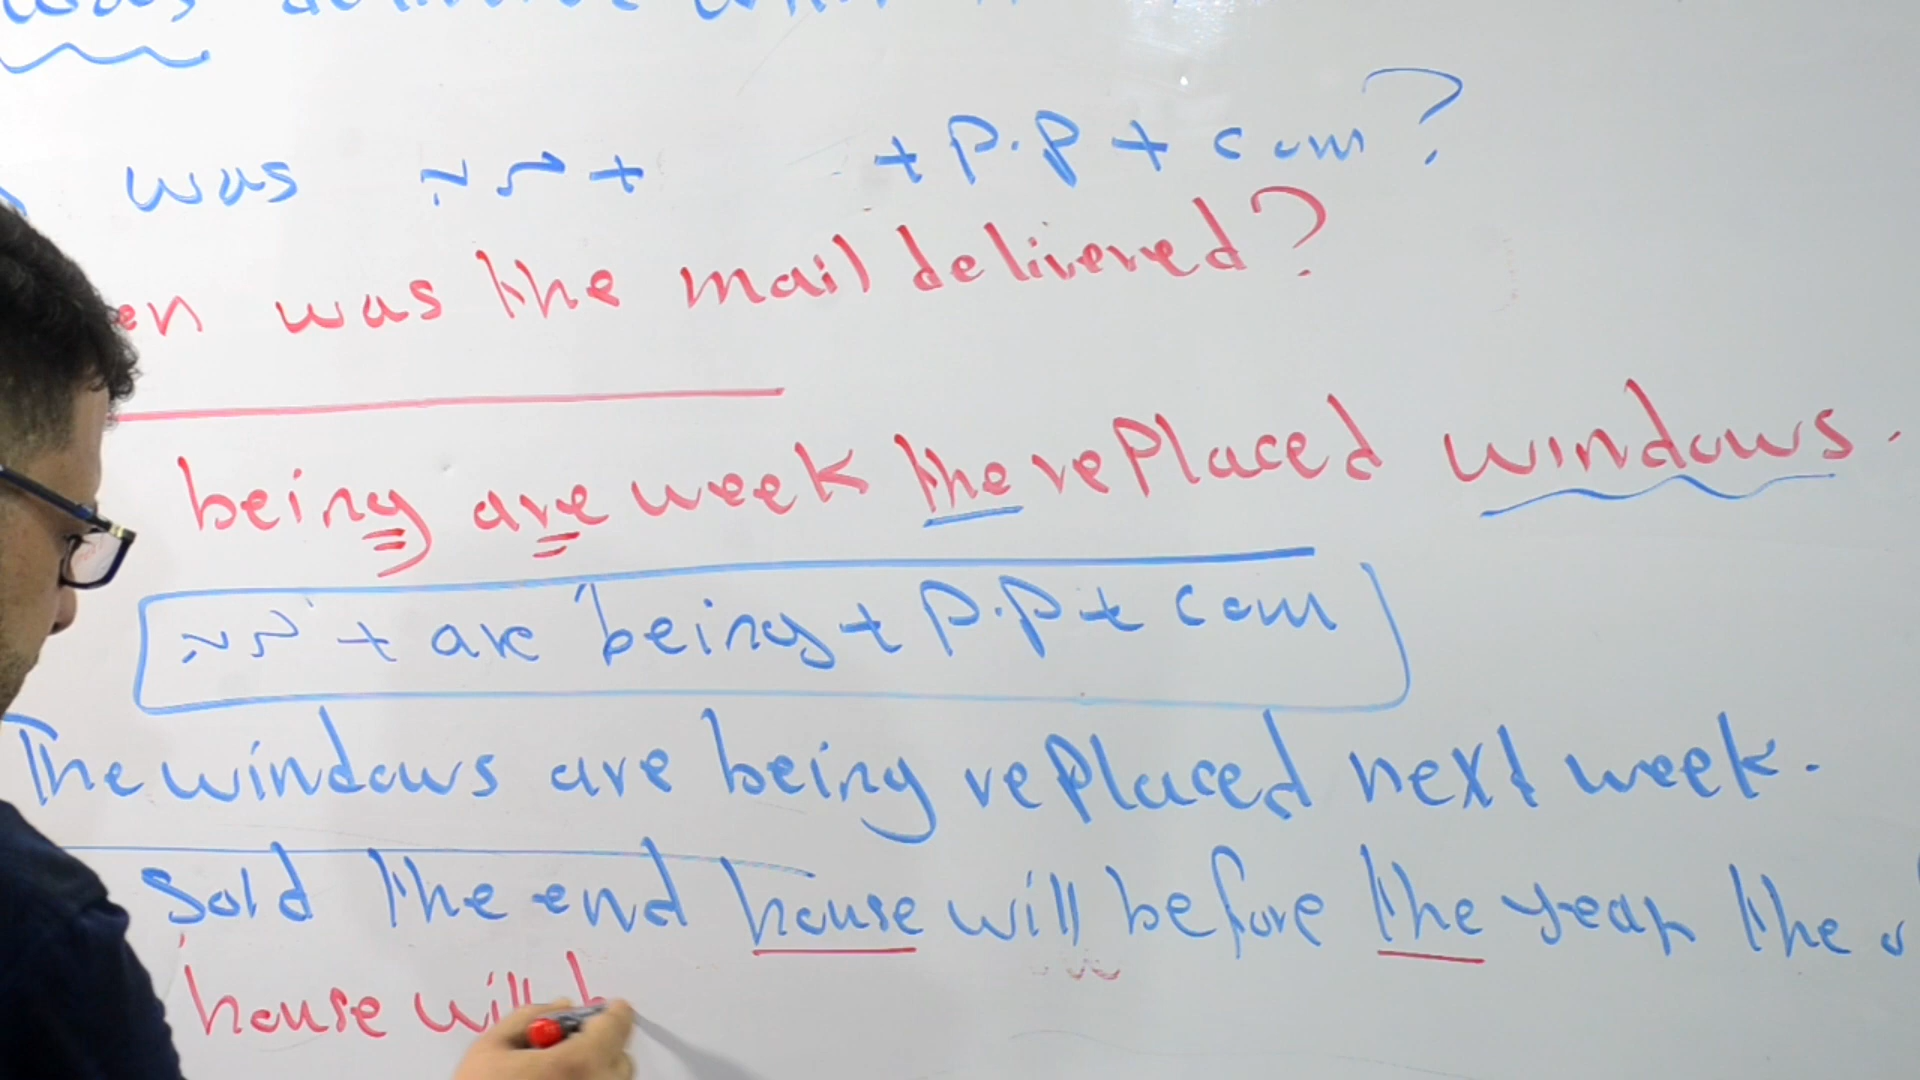 was
was + + P.P + com?
en was the mail delivered?
being are week the replaced windows.
+ are being + P.P + com
The windows are being replaced next week.
Sold the end house will before the year the
house will b